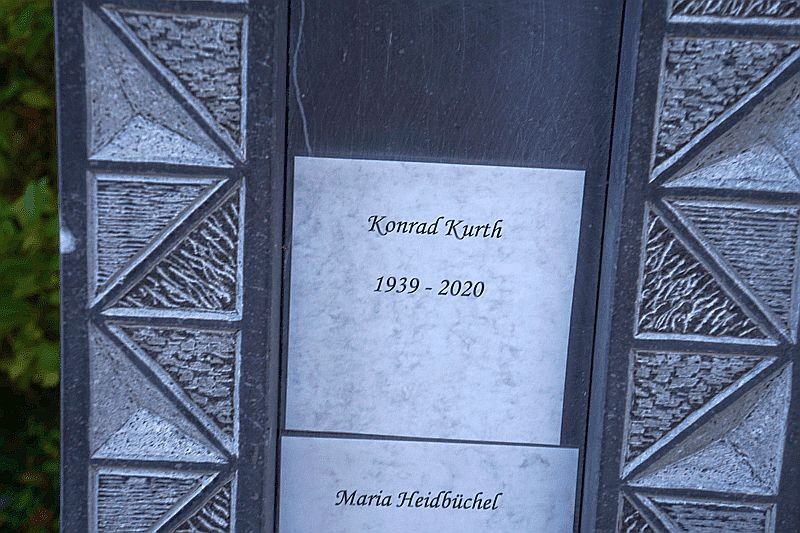 Konrad Kurth
1939 - 2020
Maria Heidbüchel